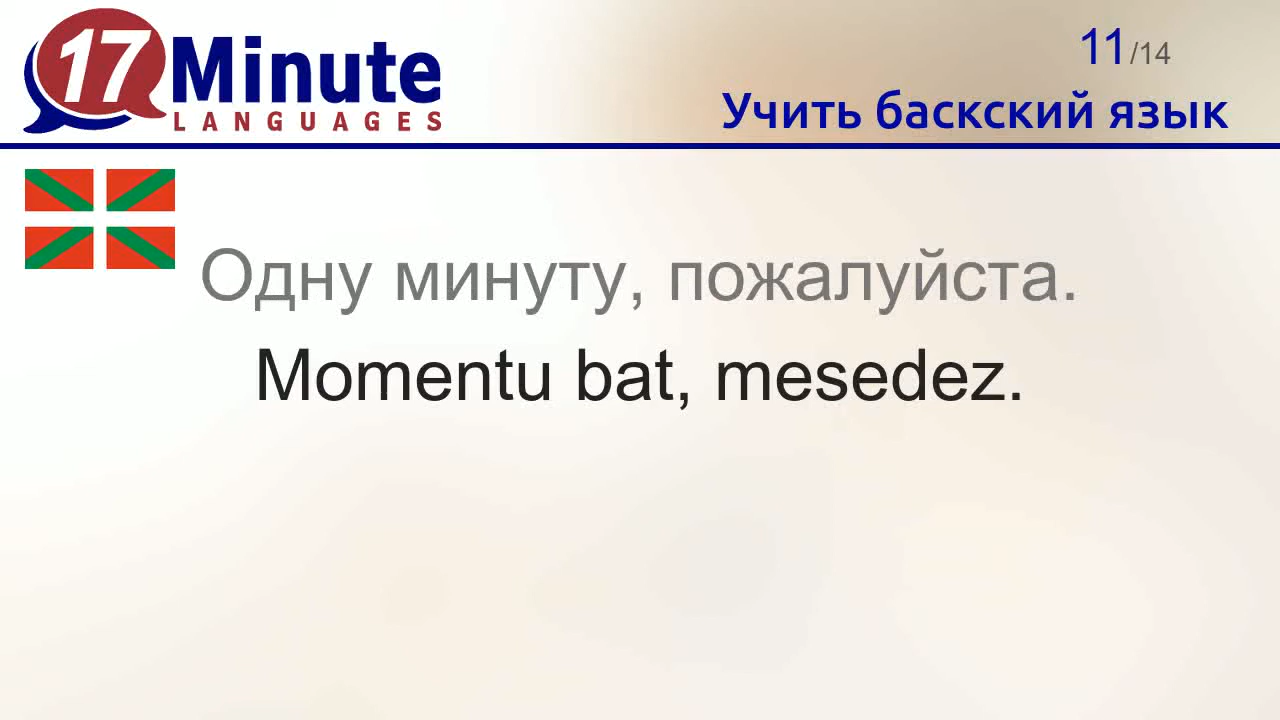 17 Minute
LANGUAGES
11/14
Учить баскский язык
Одну минуту, пожалуйста.
Momentu bat, mesedez.